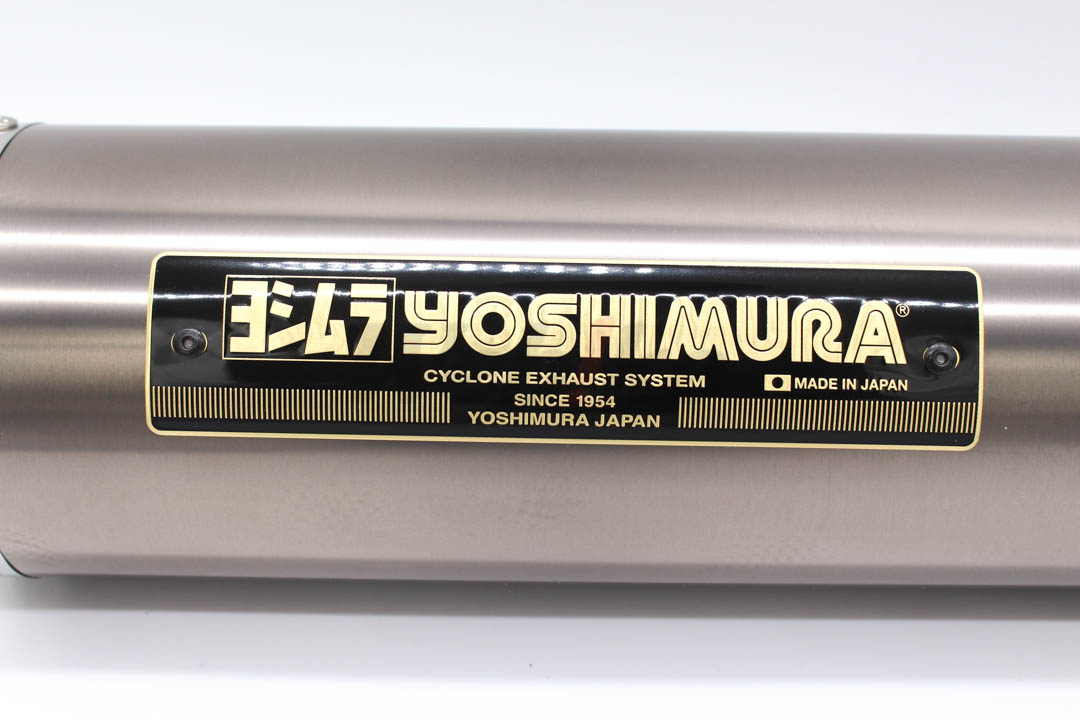 ヨシムラ YOSHIMURA®
CYCLONE EXHAUST SYSTEM MADE IN JAPAN
SINCE 1954
YOSHIMURA JAPAN